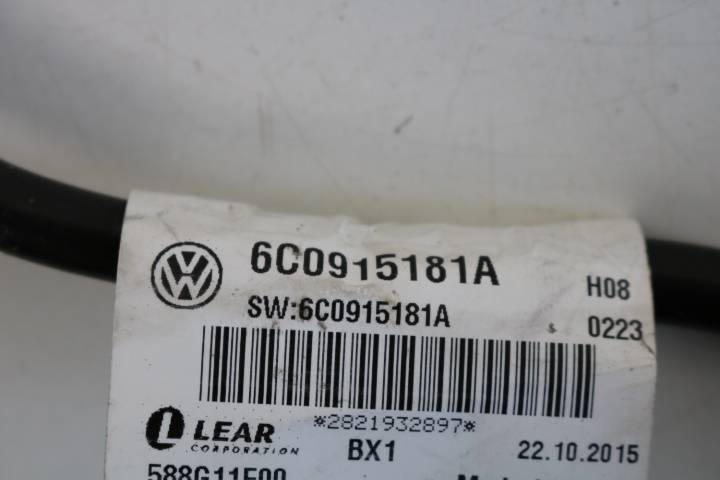 6C0915181A
SW:6C0915181A
H08
0223
*2821932897*
LEAR
CORPORATION
BX1
22.10.2015